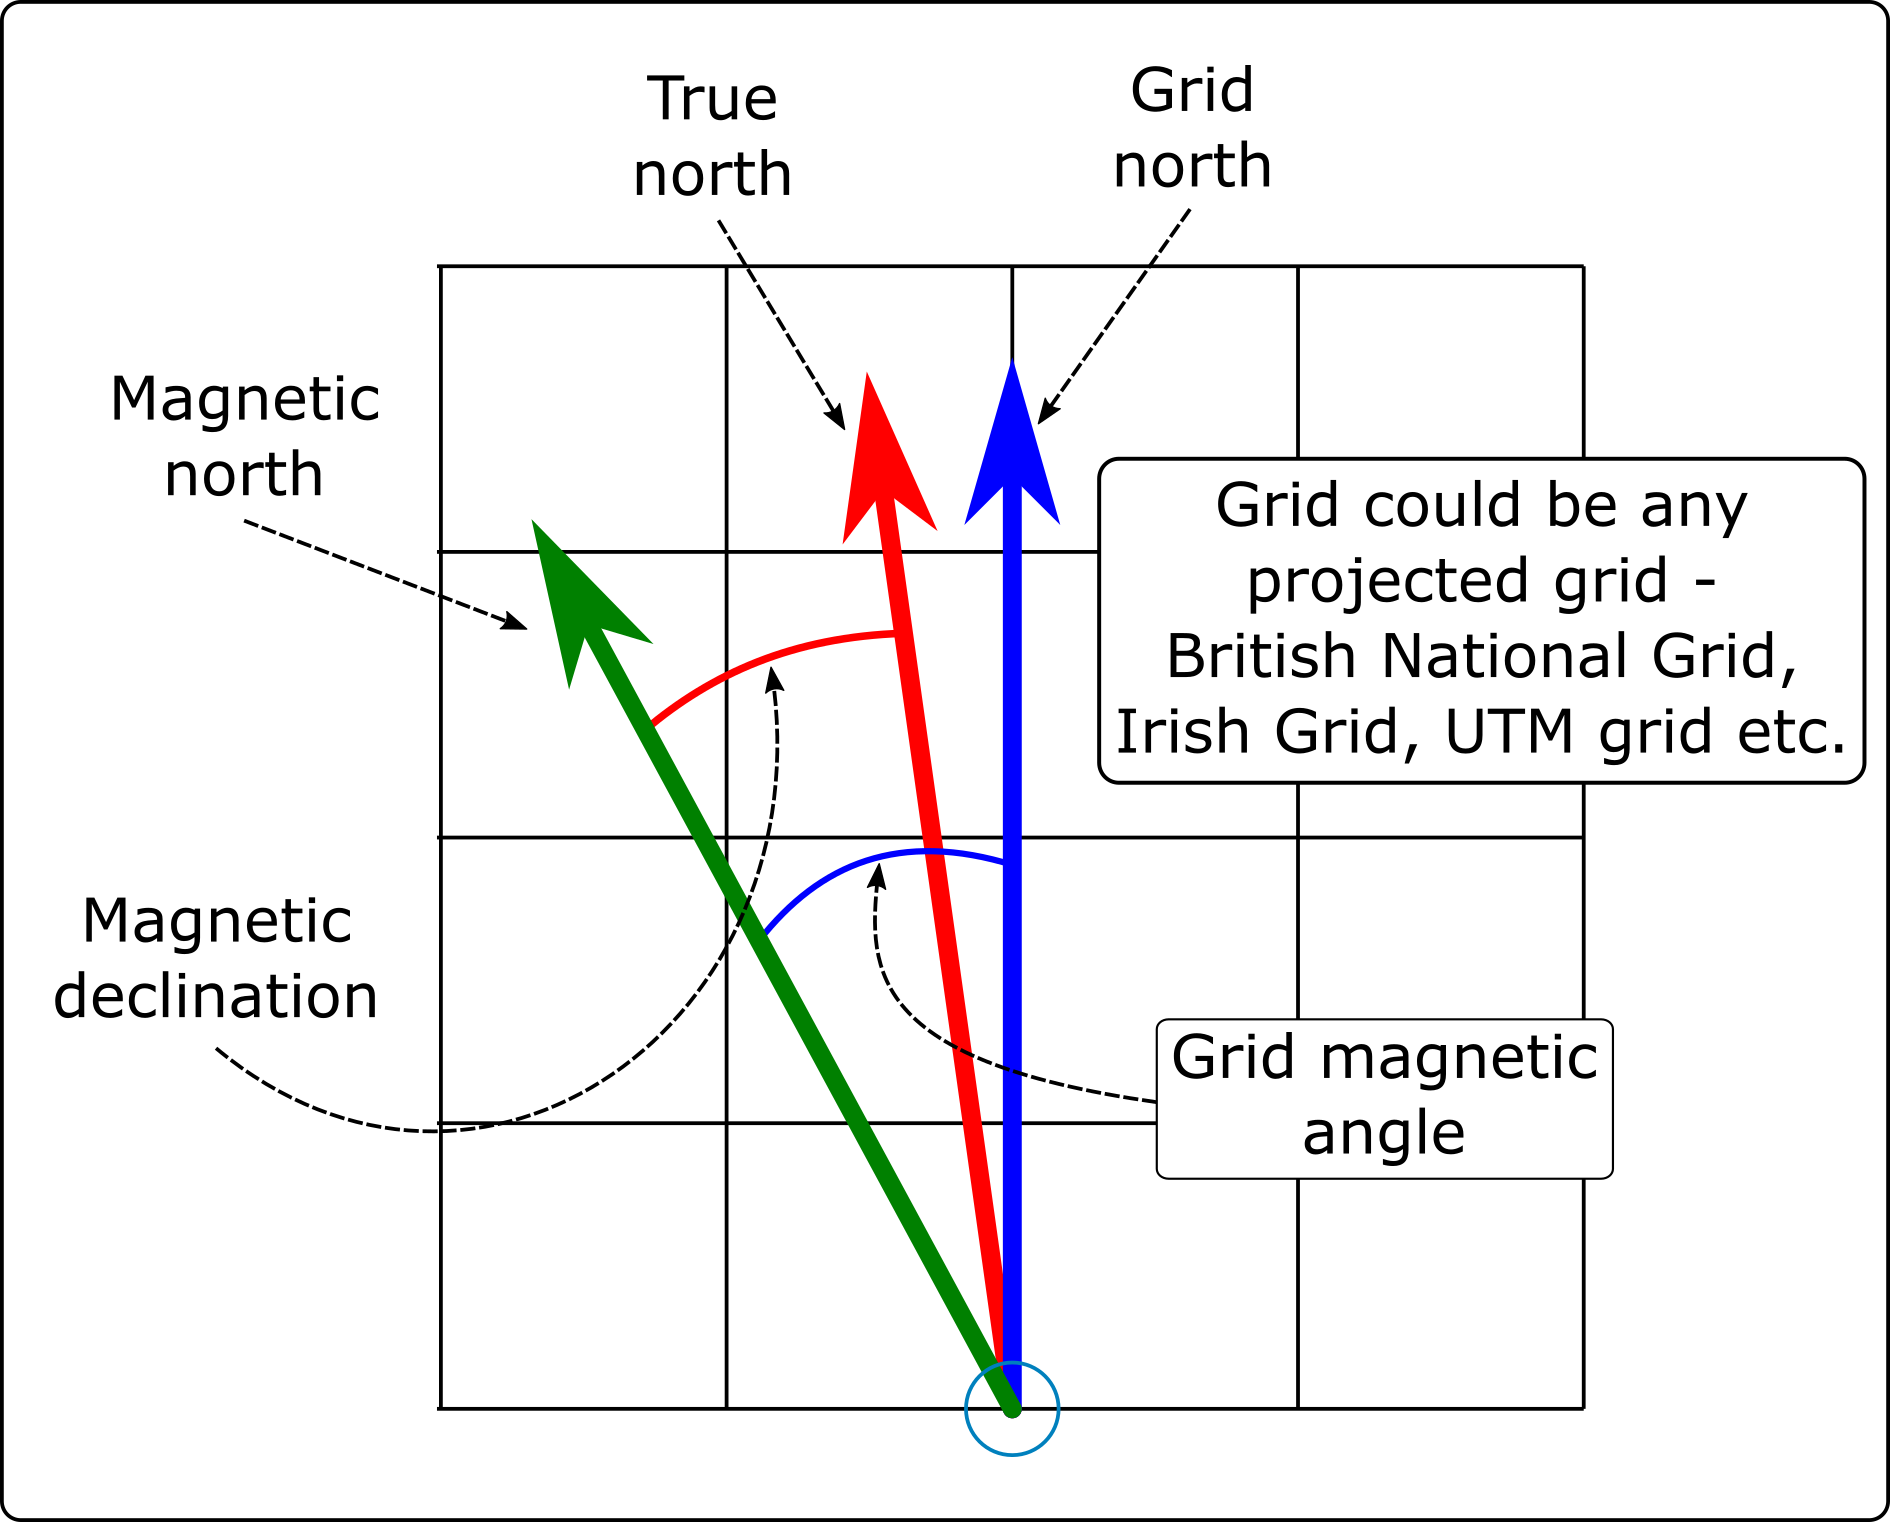 True
north
Grid
north
Magnetic
north
Grid could be any
projected grid -
British National Grid,
Irish Grid, UTM grid etc.
Magnetic
declination
Grid magnetic
angle